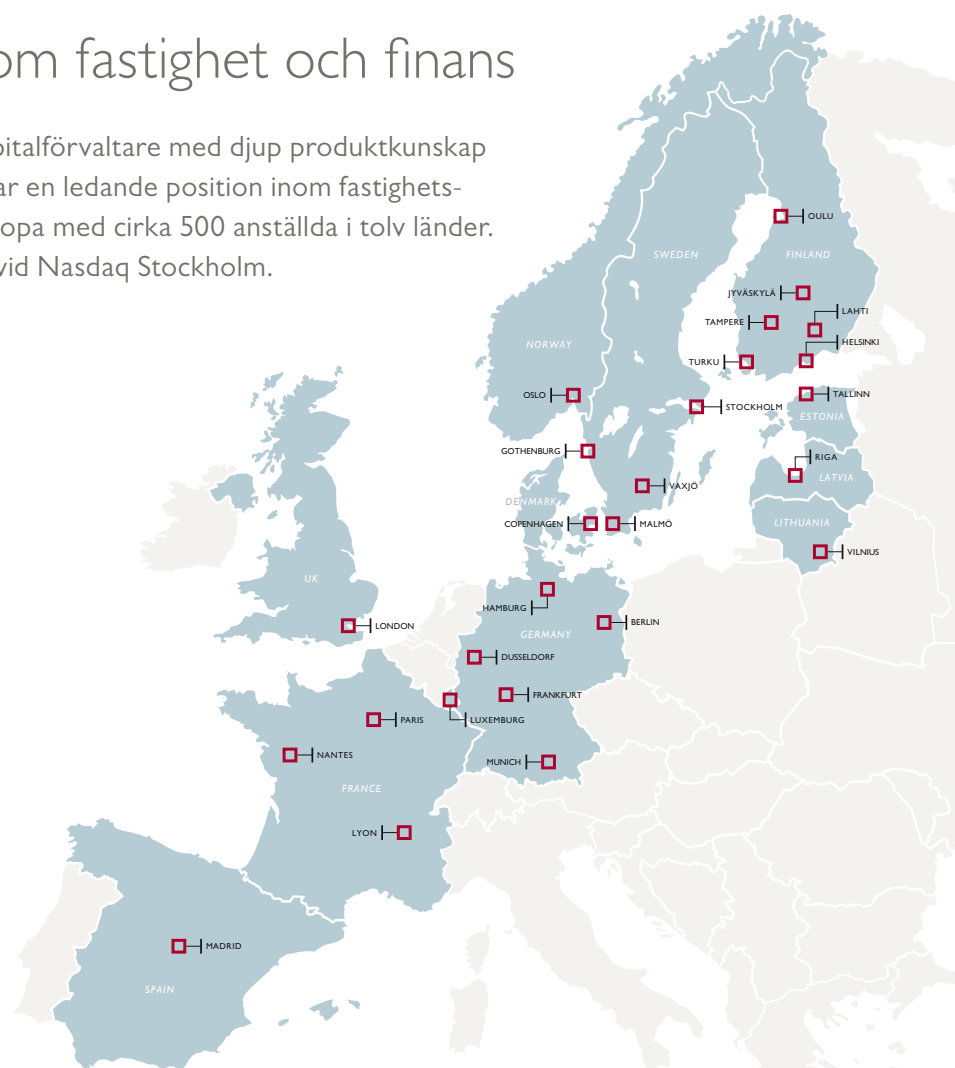 om fastighet och finans
pitalförvaltare med djup produktkunskap
ar en ledande position inom fastighets-
opa med cirka 500 anställda i tolv länder.
vid Nasdaq Stockholm.
OULU
SWEDEN
FINLAND
JYVÄSKYLÄ
LAHTI
TAMPERE
HELSINKI
NORWAY
TURKU
OSLO
TALLINN
STOCKHOLM
ESTONIA
GOTHENBURG
RIGA
LATVIA
VÄXJÖ
DENMARK
COPENHAGEN
MALMÖ
LITHUANIA
VILNIUS
UK
HAMBURG
LONDON
BERLIN
GERMANY
DUSSELDORF
FRANKFURT
PARIS
LUXEMBURG
NANTES
MUNICH
FRANCE
LYON
MADRID
SPAIN